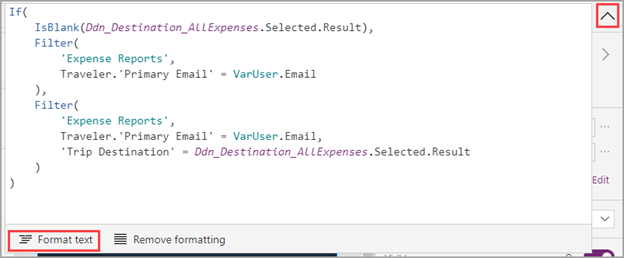 If(
    IsBlank(Ddn_Destination_AllExpenses.Selected.Result),
    Filter(
        'Expense Reports',
        Traveler.'Primary Email' = VarUser.Email
    ),
    Filter(
        'Expense Reports',
        Traveler.'Primary Email' = VarUser.Email,
        'Trip Destination' = Ddn_Destination_AllExpenses.Selected.Result
    )
)
Edit
Format text Remove formatting